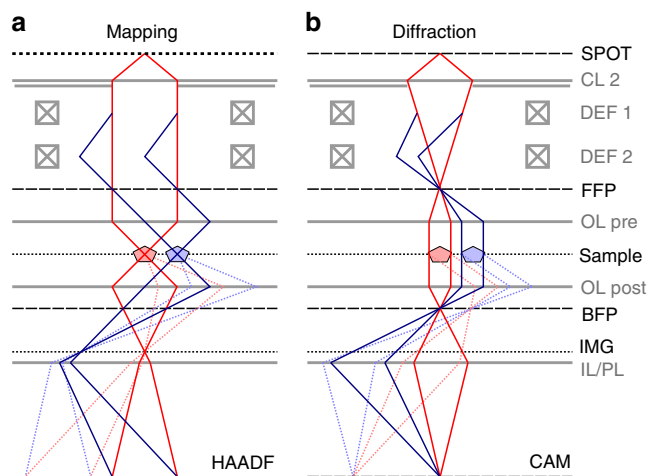 a
Mapping
b
Diffraction
SPOT
CL 2
DEF 1
DEF 2
FFP
OL pre
Sample
OL post
BFP
IMG
IL/PL
HAADF
CAM